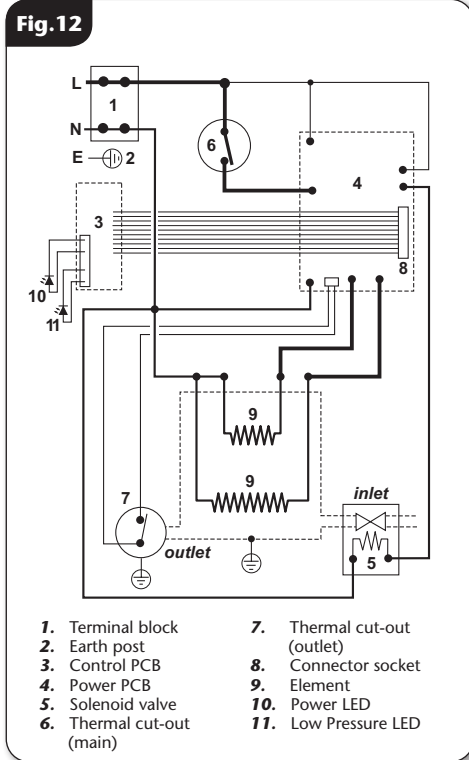 Fig.12
L
1
N
E
2
6
4
3
8
10
11
9
9
7
inlet
outlet
5
1. Terminal block
2. Earth post
3. Control PCB
4. Power PCB
5. Solenoid valve
6. Thermal cut-out
(main)
7. Thermal cut-out
(outlet)
8. Connector socket
9. Element
10. Power LED
11. Low Pressure LED